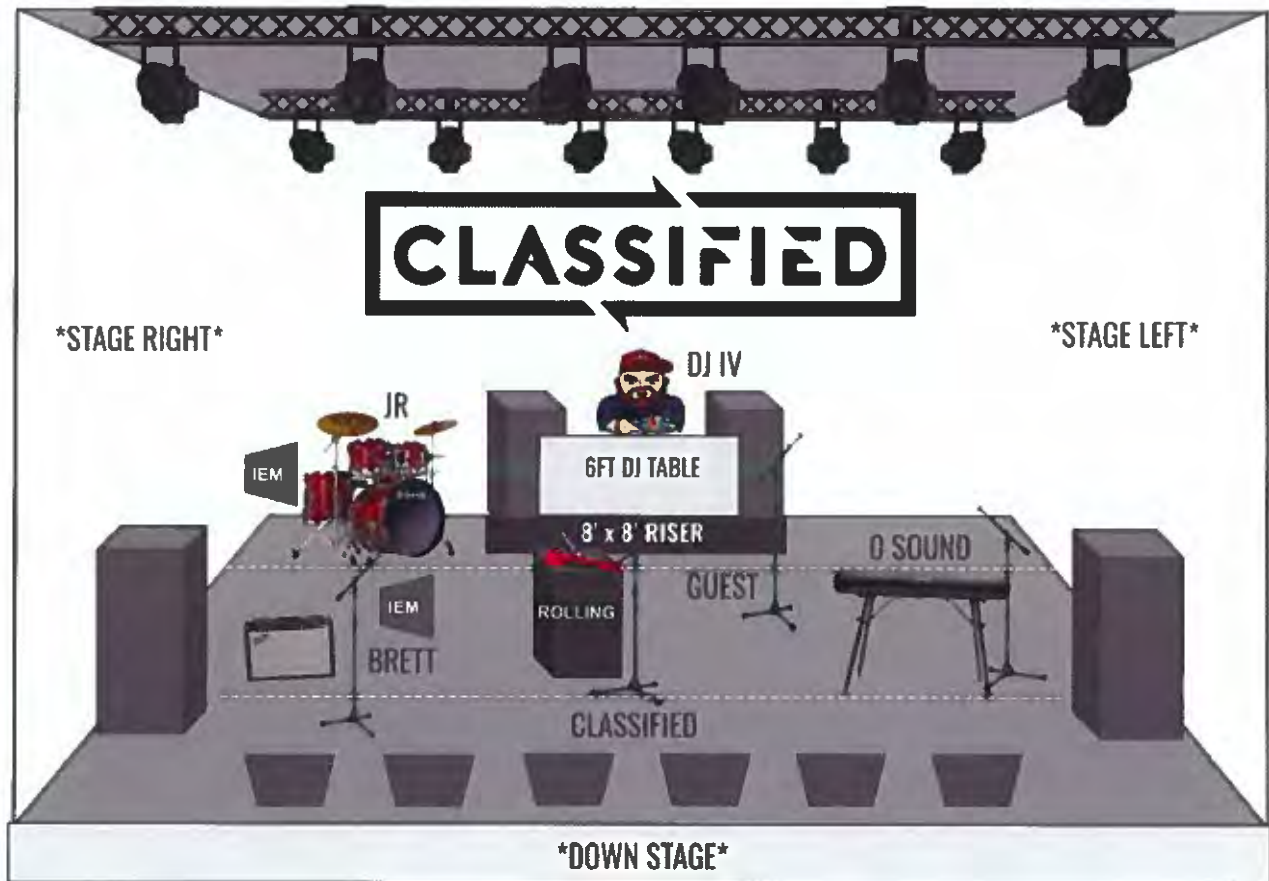 CLASSIFIED
*STAGE RIGHT*
*STAGE LEFT*
DJ IV
JR
IEM
6FT DJ TABLE
8' x 8' RISER
O SOUND
GUEST
IEM
ROLLING
BRETT
CLASSIFIED
*DOWN STAGE*